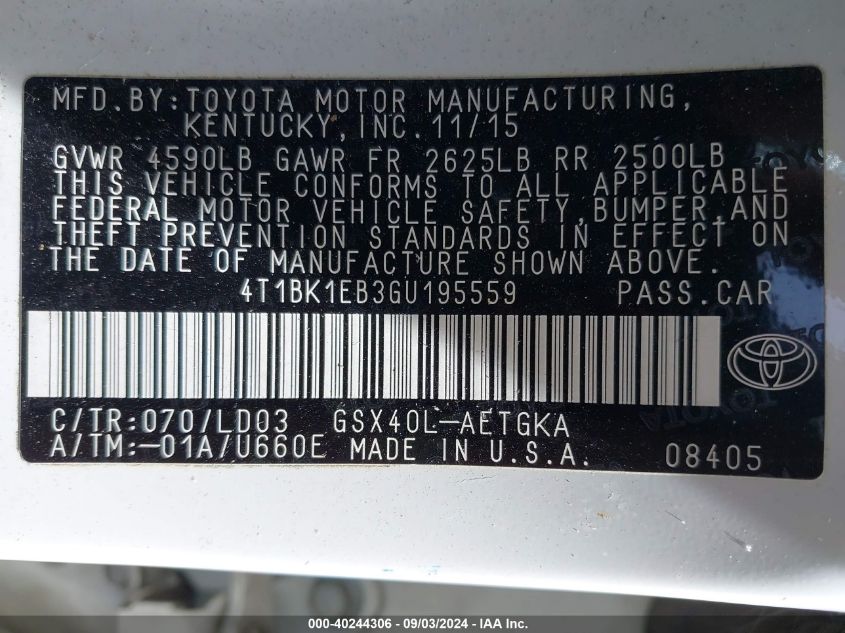 MFD.BY:TOYOTA MOTOR MANUFACTURING,
KENTUCKY,INC.11/15
GVWR 4590LB GAWR FR 2625LB RR 2500LB
THIS VEHICLE CONFORMS TO ALL APPLICABLE
FEDERAL MOTOR VEHICLE SAFETY,BUMPER,AND
THEFT PREVENTION STANDARDS IN EFFECT ON
THE DATE OF MANUFACTURE SHOWN ABOVE.
4T1BK1EB3GU195559 PASS.CAR
C/TR:070/LD03 GSX40L-AETGKA
A/TM:-01A/U660E MADE IN U.S.A. 08405
000-40244306 - 09/03/2024 - IAA Inc.